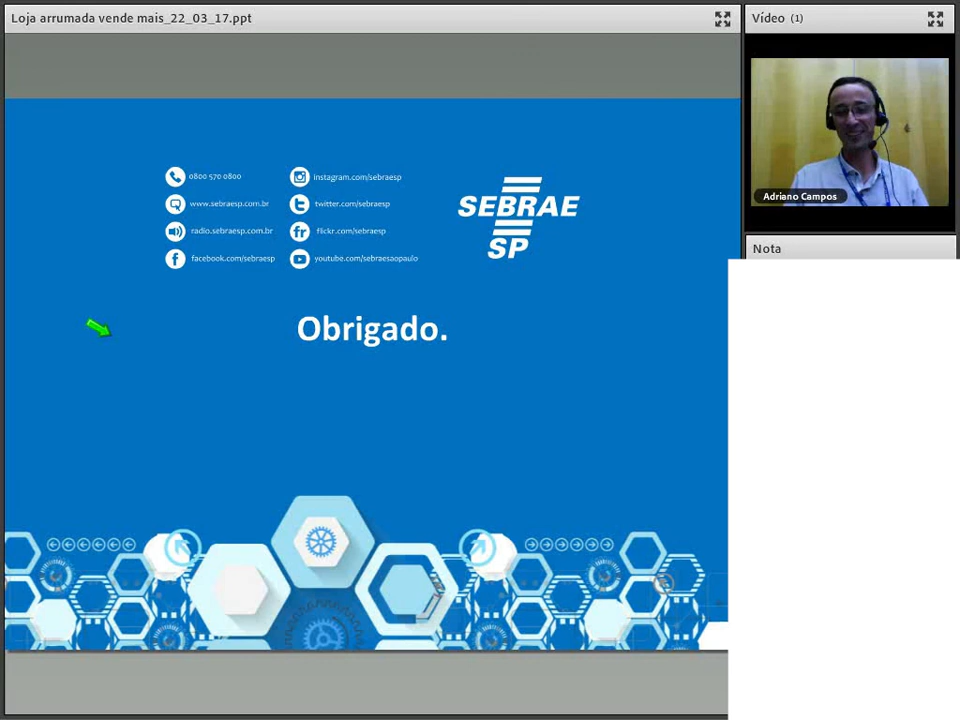 Loja arrumada vende mais_22_03_17.ppt
Vídeo (1)
Adriano Campos
Nota
0800 570 0800
www.sebraesp.com.br
radio.sebraesp.com.br
facebook.com/sebraesp
instagram.com/sebraesp
twitter.com/sebraesp
flickr.com/sebraesp
youtube.com/sebraesaopaulo
SEBRAE
SP
Obrigado.